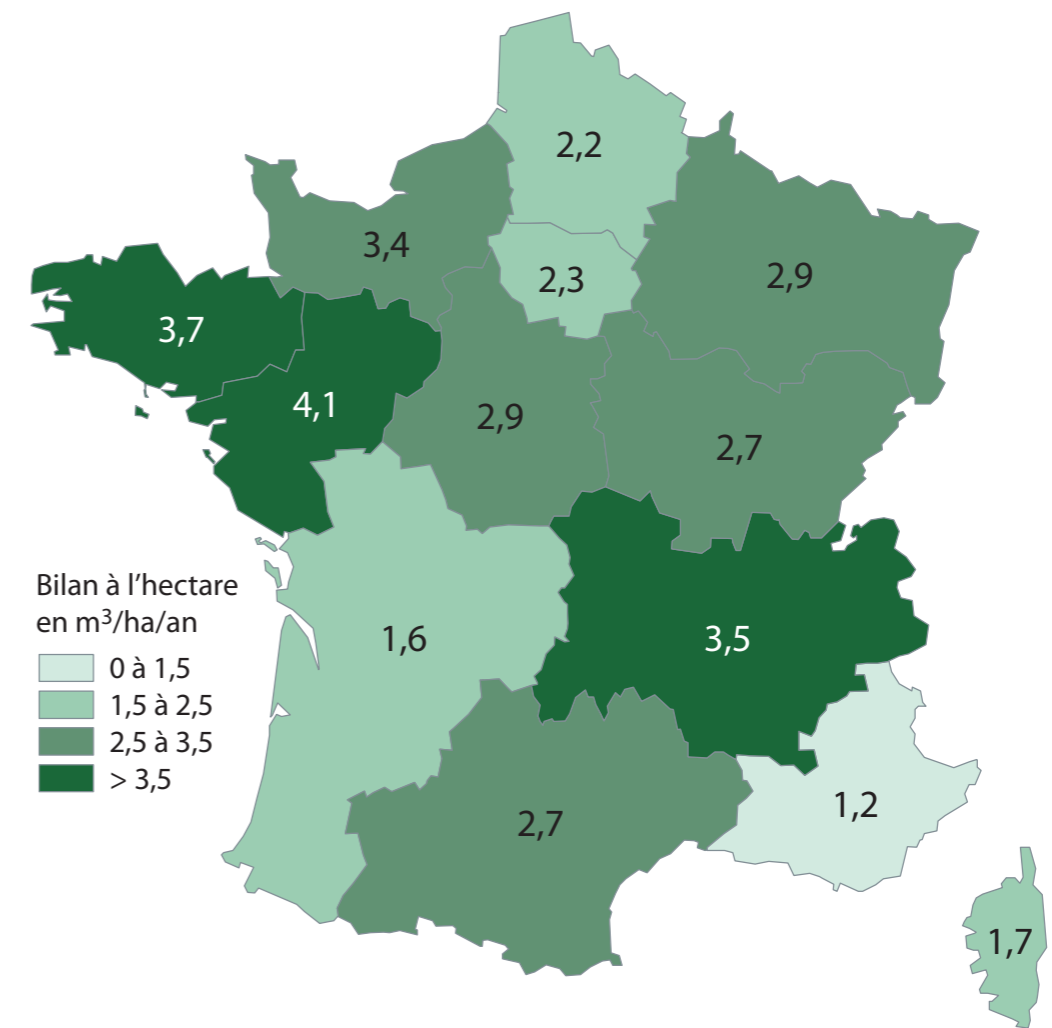 2,2
3,4
2,3
2,9
3,7
4,1
2,9
2,7
Bilan à l’hectare
en m³/ha/an
0 à 1,5
1,5 à 2,5
2,5 à 3,5
> 3,5
1,6
3,5
2,7
1,2
1,7